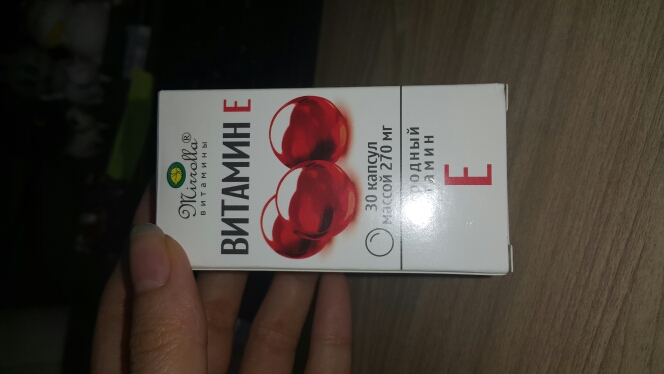 Mirrolla®
витамины
ВИТАМИН Е
30 капсул
массой 270 мг
Е